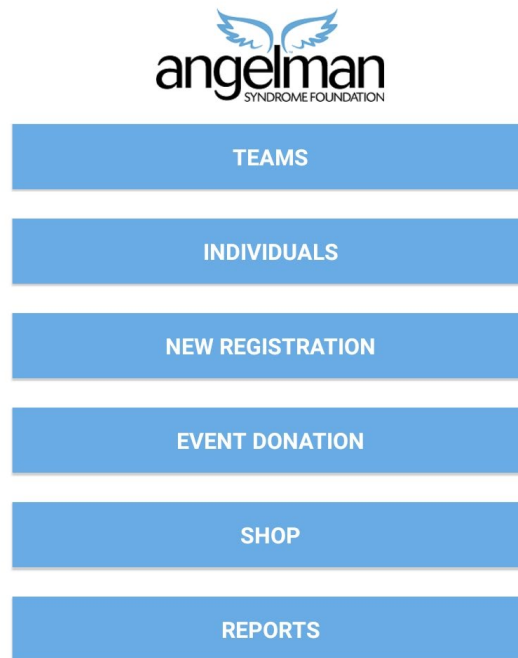 angelman
SYNDROME FOUNDATION
TEAMS
INDIVIDUALS
NEW REGISTRATION
EVENT DONATION
SHOP
REPORTS